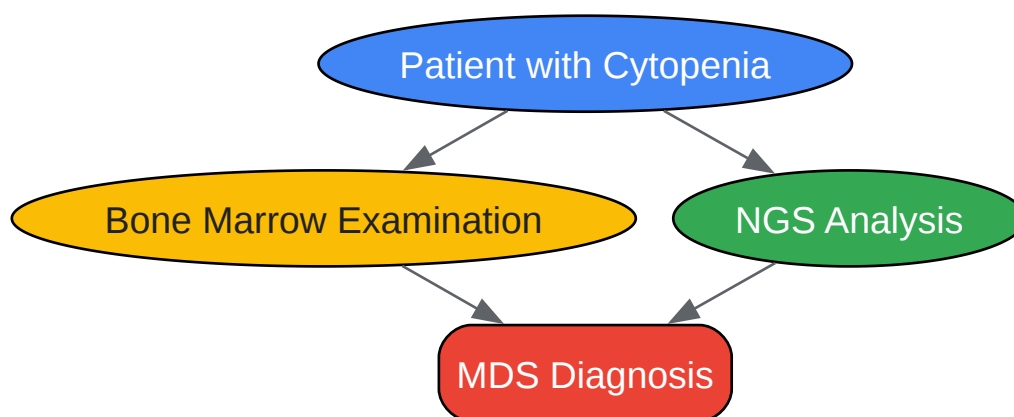 Patient with Cytopenia
Bone Marrow Examination
NGS Analysis
MDS Diagnosis